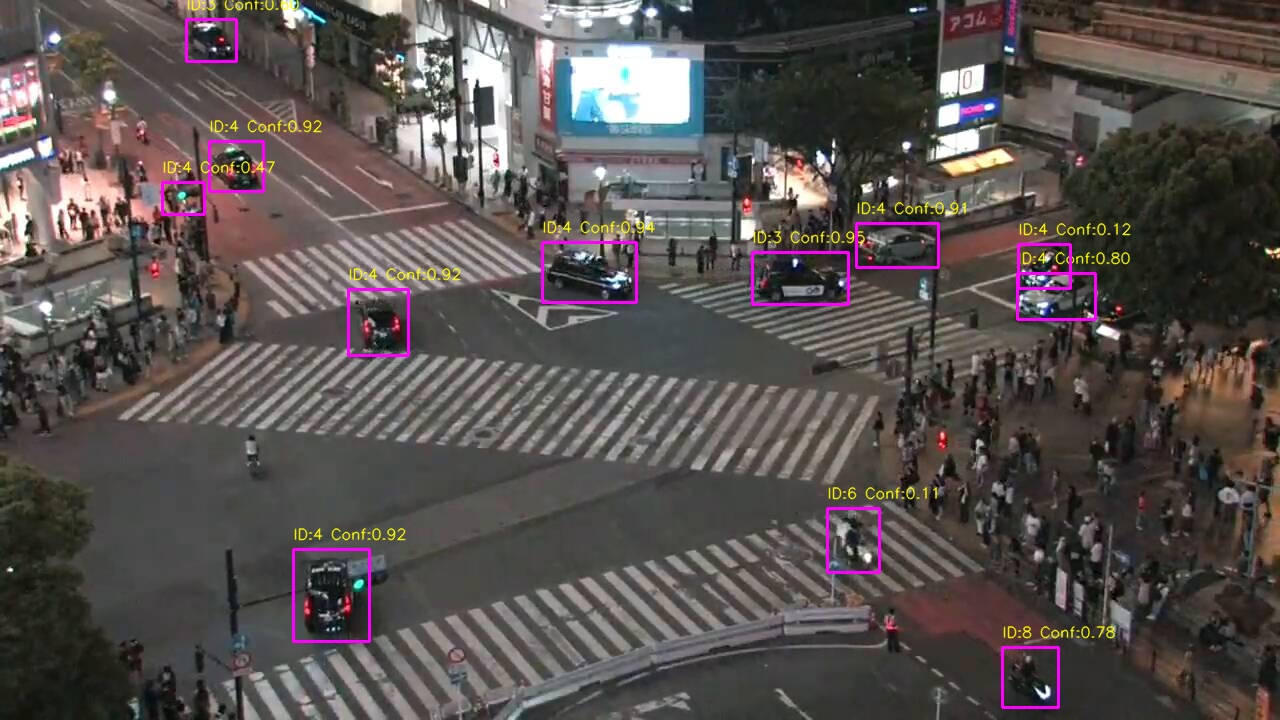 ID:3 Conf:0.60
アコム
ID:4 Conf:0.92
ID:4 Conf:0.47
ID:4 Conf:0.91
ID:4 Conf:0.94
ID:3 Conf:0.95
ID:4 Conf:0.12
D:4 Conf:0.80
ID:4 Conf:0.92
ID:6 Conf:0.11
ID:4 Conf:0.92
ID:8 Conf:0.78